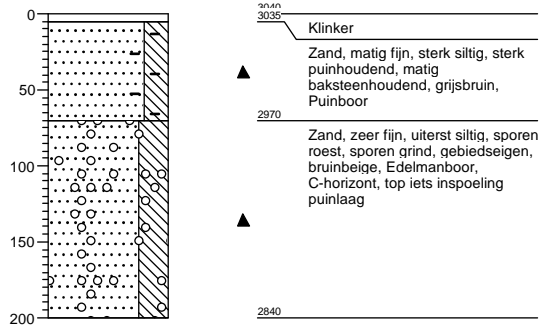 0
50
100
150
200
3040
3035
Klinker
Zand, matig fijn, sterk siltig, sterk
puinhoudend, matig
baksteenhoudend, grijsbruin,
Puinboor
2970
Zand, zeer fijn, uiterst siltig, sporen
roest, sporen grind, gebiedseigen,
bruinbeige, Edelmanboor,
C-horizont, top iets inspoeling
puinlaag
2840